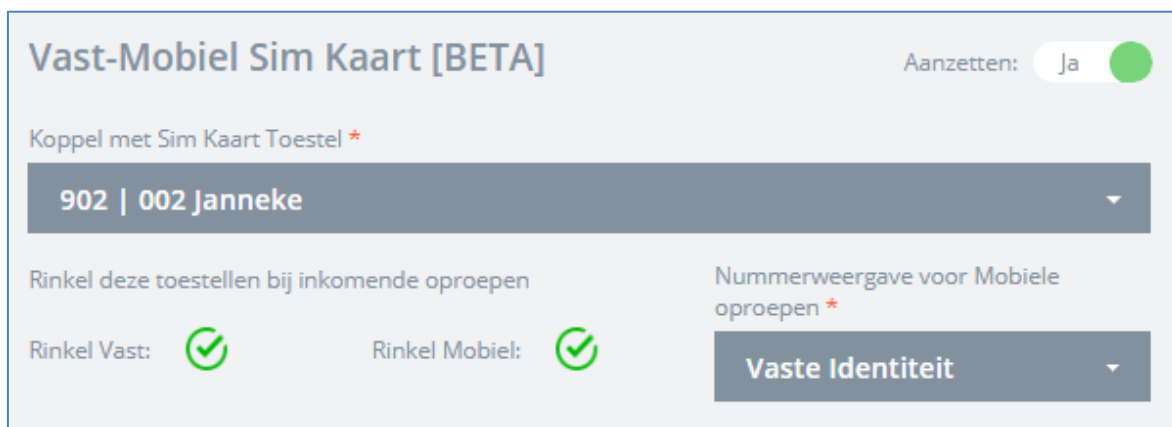 Vast-Mobiel Sim Kaart [BETA]
Aanzetten: Ja
Koppel met Sim Kaart Toestel *
902 | 002 Janneke
Rinkel deze toestellen bij inkomende oproepen
Rinkel Vast:
Rinkel Mobiel:
Nummerweergave voor Mobiele
oproepen *
Vaste Identiteit